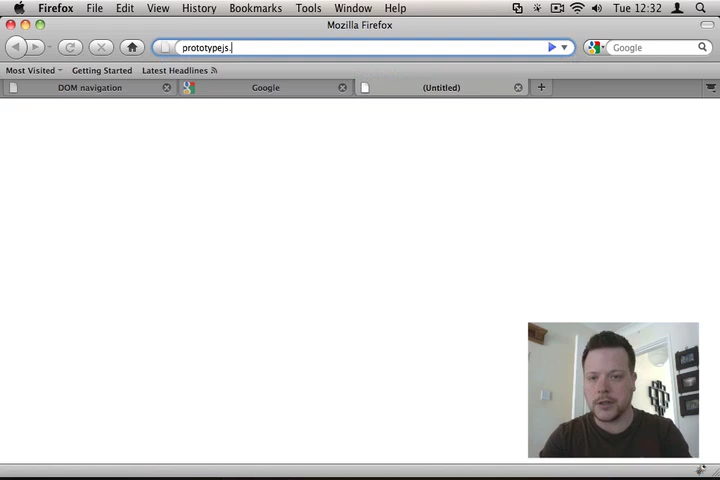 Firefox File Edit View History Bookmarks Tools Window Help Tue 12:32
Mozilla Firefox
prototypejs. Google
Most Visited Getting Started Latest Headlines
DOM navigation Google (Untitled)